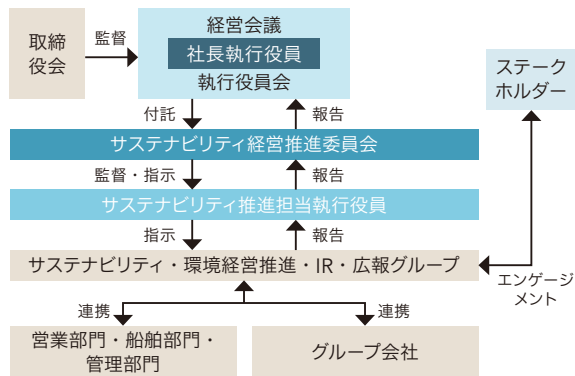 取締
役会
監督
経営会議
社長執行役員
執行役員会
ステーク
ホルダー
付託
報告
サステナビリティ経営推進委員会
監督・指示
報告
サステナビリティ推進担当執行役員
指示
報告
サステナビリティ・環境経営推進・IR・広報グループ
エンゲージ
メント
連携
連携
営業部門・船舶部門・
管理部門
グループ会社